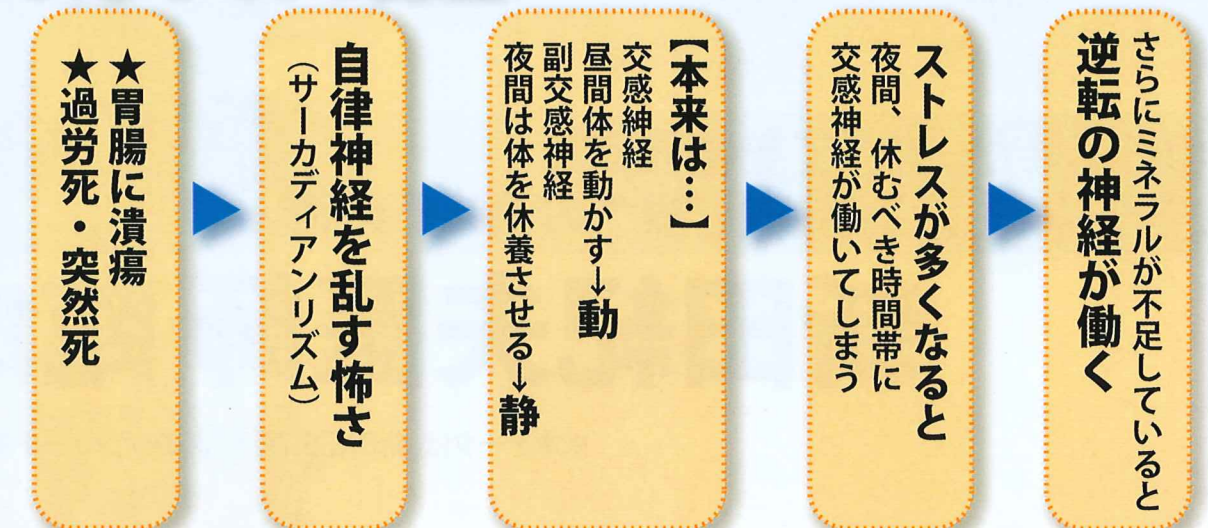 ★胃腸に潰瘍
★過労死・突然死
自律神経を乱す怖さ
(サーカディアンリズム)
【本来は…】
交感紳経
昼間体を動かす→動
副交感神経
夜間は体を休養させる→静
ストレスが多くなると
夜間、休むべき時間帯に
交感神経が働いてしまう
さらにミネラルが不足していると
逆転の神経が働く